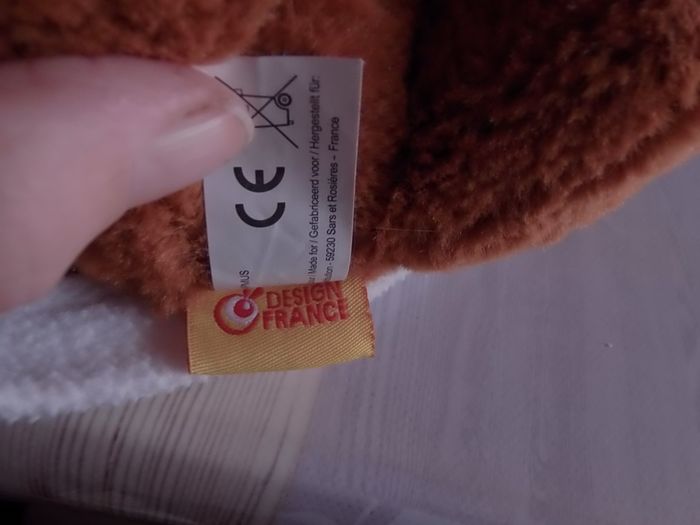 CE
Made for / Gefabriceerd voor / Hergestellt für:
59230 Sars et Rosières - France
DESIGN
FRANCE